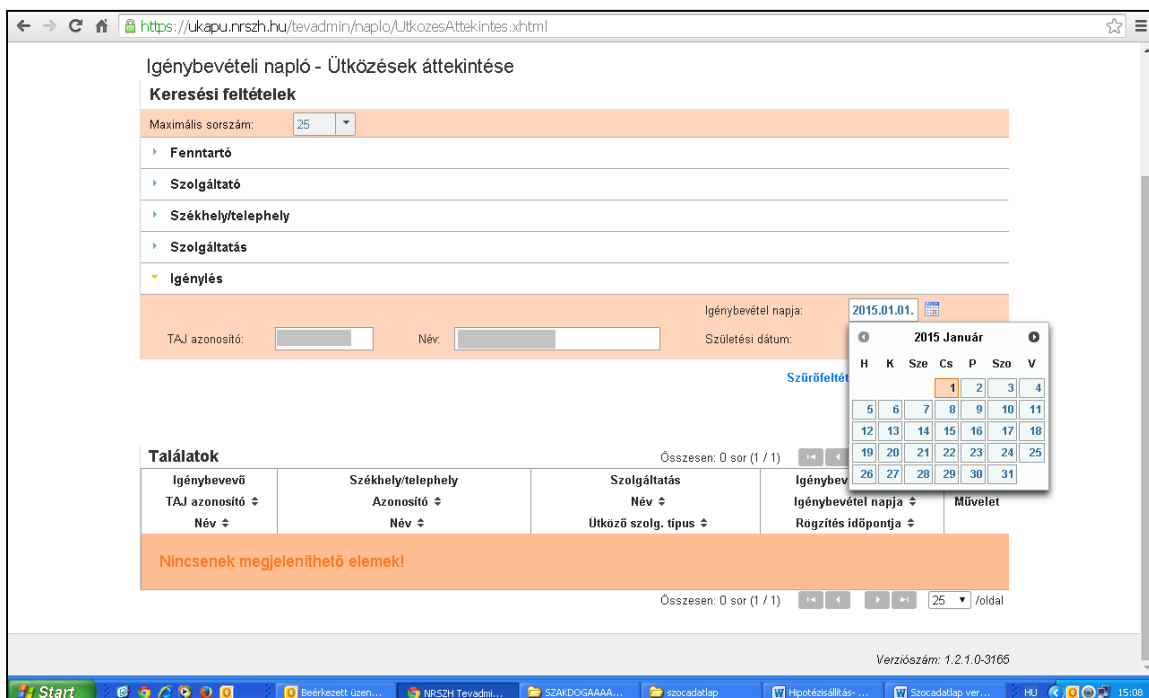 https://ukapu.nrszh.hu/tevadmin/naplo/UtkozesAttekintes.xhtml
Igénybevételi napló - Ütközések áttekintése
Keresési feltételek
Maximális sorszám: 25
Fenntartó
Szolgáltató
Székhely/telephely
Szolgáltatás
Igénylés
Igénybevétel napja: 2015.01.01.
TAJ azonosító: Név: Születési dátum:
2015 Január
H K Sze Cs P Szo V
1 2 3 4
5 6 7 8 9 10 11
12 13 14 15 16 17 18
19 20 21 22 23 24 25
26 27 28 29 30 31
Szűrőfeltét
Találatok Összesen: 0 sor (1 / 1)
Igénybevevő Székhely/telephely Szolgáltatás Igénybev
TAJ azonosító Azonosító Név Igénybevétel napja Művelet
Név Név Ütköző szolg. típus Rögzítés időpontja
Nincsenek megjeleníthető elemek!
Összesen: 0 sor (1 / 1) 25 /oldal
Verziószám: 1.2.1.0-3165
Start Beérkezett üzen... NRSZH Tevadmi... SZAKDOGAAAA... szocadatlap Hipotézisállítás- ... Szocadatlap ver... HU 15:08